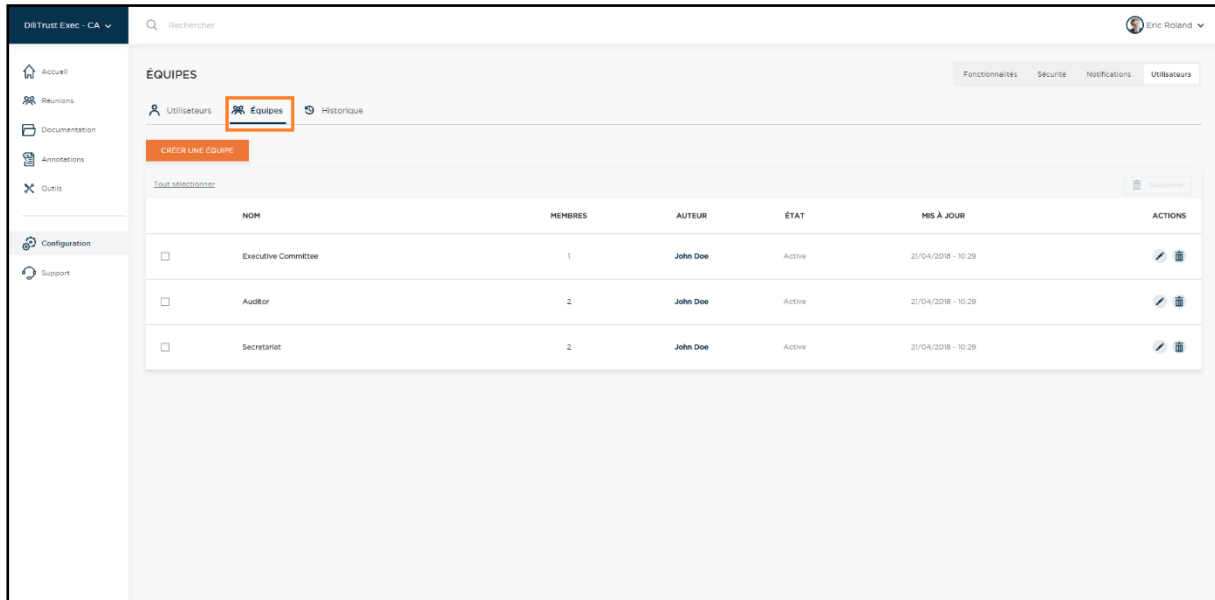 DiliTrust Exec - CA
Rechercher
Eric Roland
Accueil
Réunions
Documentation
Annotations
Outils
Configuration
Support
ÉQUIPES
Fonctionnalités Sécurité Notifications Utilisateurs
Utilisateurs Équipes Historique
CRÉER UNE ÉQUIPE
Tout sélectionner Supprimer
NOM MEMBRES AUTEUR ÉTAT MIS À JOUR ACTIONS
Executive Committee 1 John Doe Active 21/04/2018 - 10:29
Auditor 2 John Doe Active 21/04/2018 - 10:29
Secretariat 2 John Doe Active 21/04/2018 - 10:29